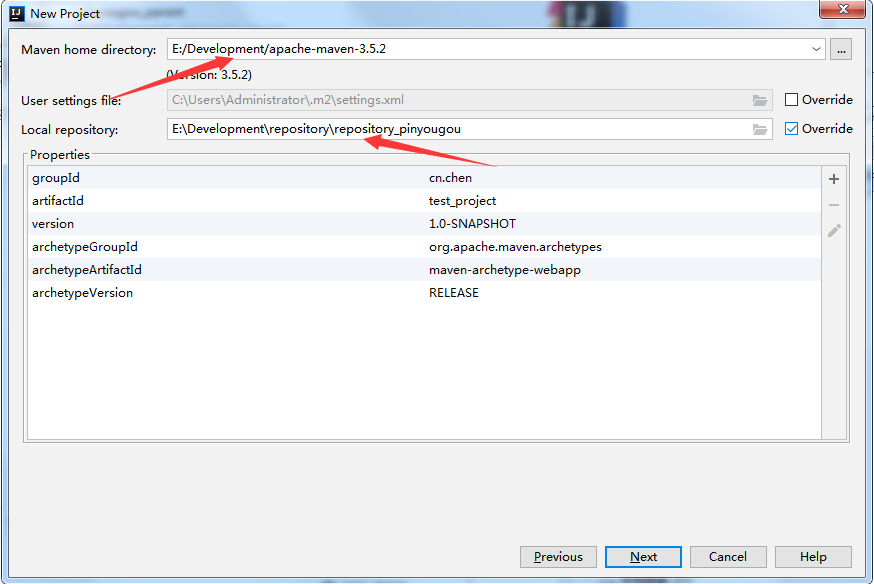 New Project
Maven home directory: E:/Development/apache-maven-3.5.2 ...
(Version: 3.5.2)
User settings file: C:\Users\Administrator\.m2\settings.xml Override
Local repository: E:\Development\repository\repository_pinyougou Override
Properties
groupId cn.chen
artifactId test_project
version 1.0-SNAPSHOT
archetypeGroupId org.apache.maven.archetypes
archetypeArtifactId maven-archetype-webapp
archetypeVersion RELEASE
Previous Next Cancel Help